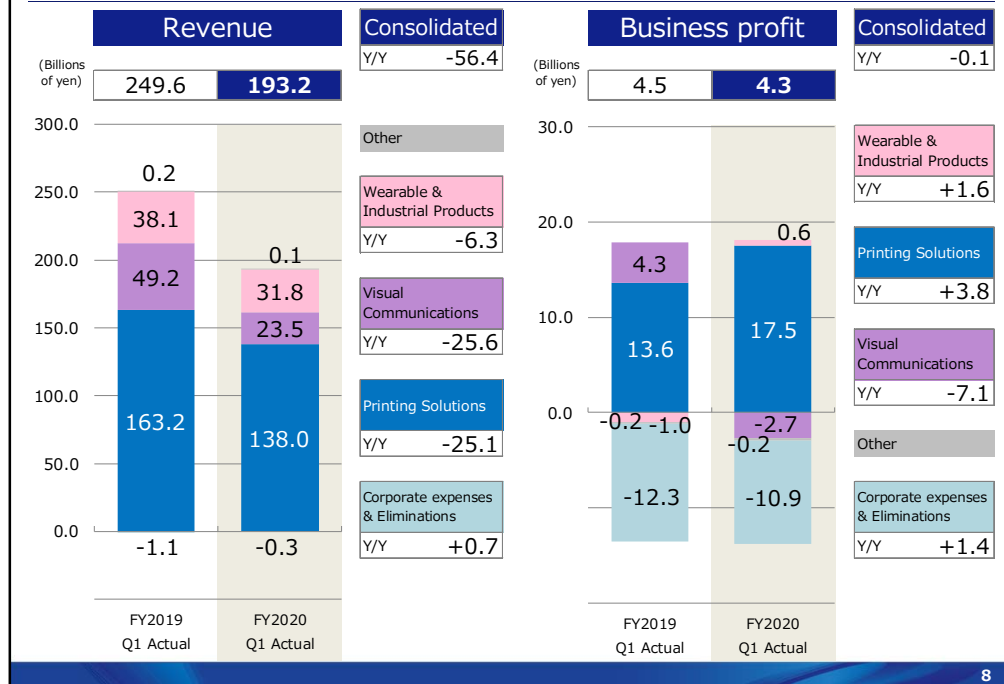 Revenue
Consolidated
Y/Y -56.4
(Billions
of yen)
249.6 193.2
300.0
250.0
200.0
150.0
100.0
50.0
0.0
0.2
38.1
49.2
163.2
-1.1
0.1
31.8
23.5
138.0
-0.3
FY2019
Q1 Actual
FY2020
Q1 Actual
Other
Wearable &
Industrial Products
Y/Y -6.3
Visual
Communications
Y/Y -25.6
Printing Solutions
Y/Y -25.1
Corporate expenses
& Eliminations
Y/Y +0.7
Business profit
Consolidated
Y/Y -0.1
(Billions
of yen)
4.5 4.3
30.0
20.0
10.0
0.0
4.3
13.6
-0.2 -1.0
-12.3
0.6
17.5
-2.7
-0.2
-10.9
FY2019
Q1 Actual
FY2020
Q1 Actual
Wearable &
Industrial Products
Y/Y +1.6
Printing Solutions
Y/Y +3.8
Visual
Communications
Y/Y -7.1
Other
Corporate expenses
& Eliminations
Y/Y +1.4
8